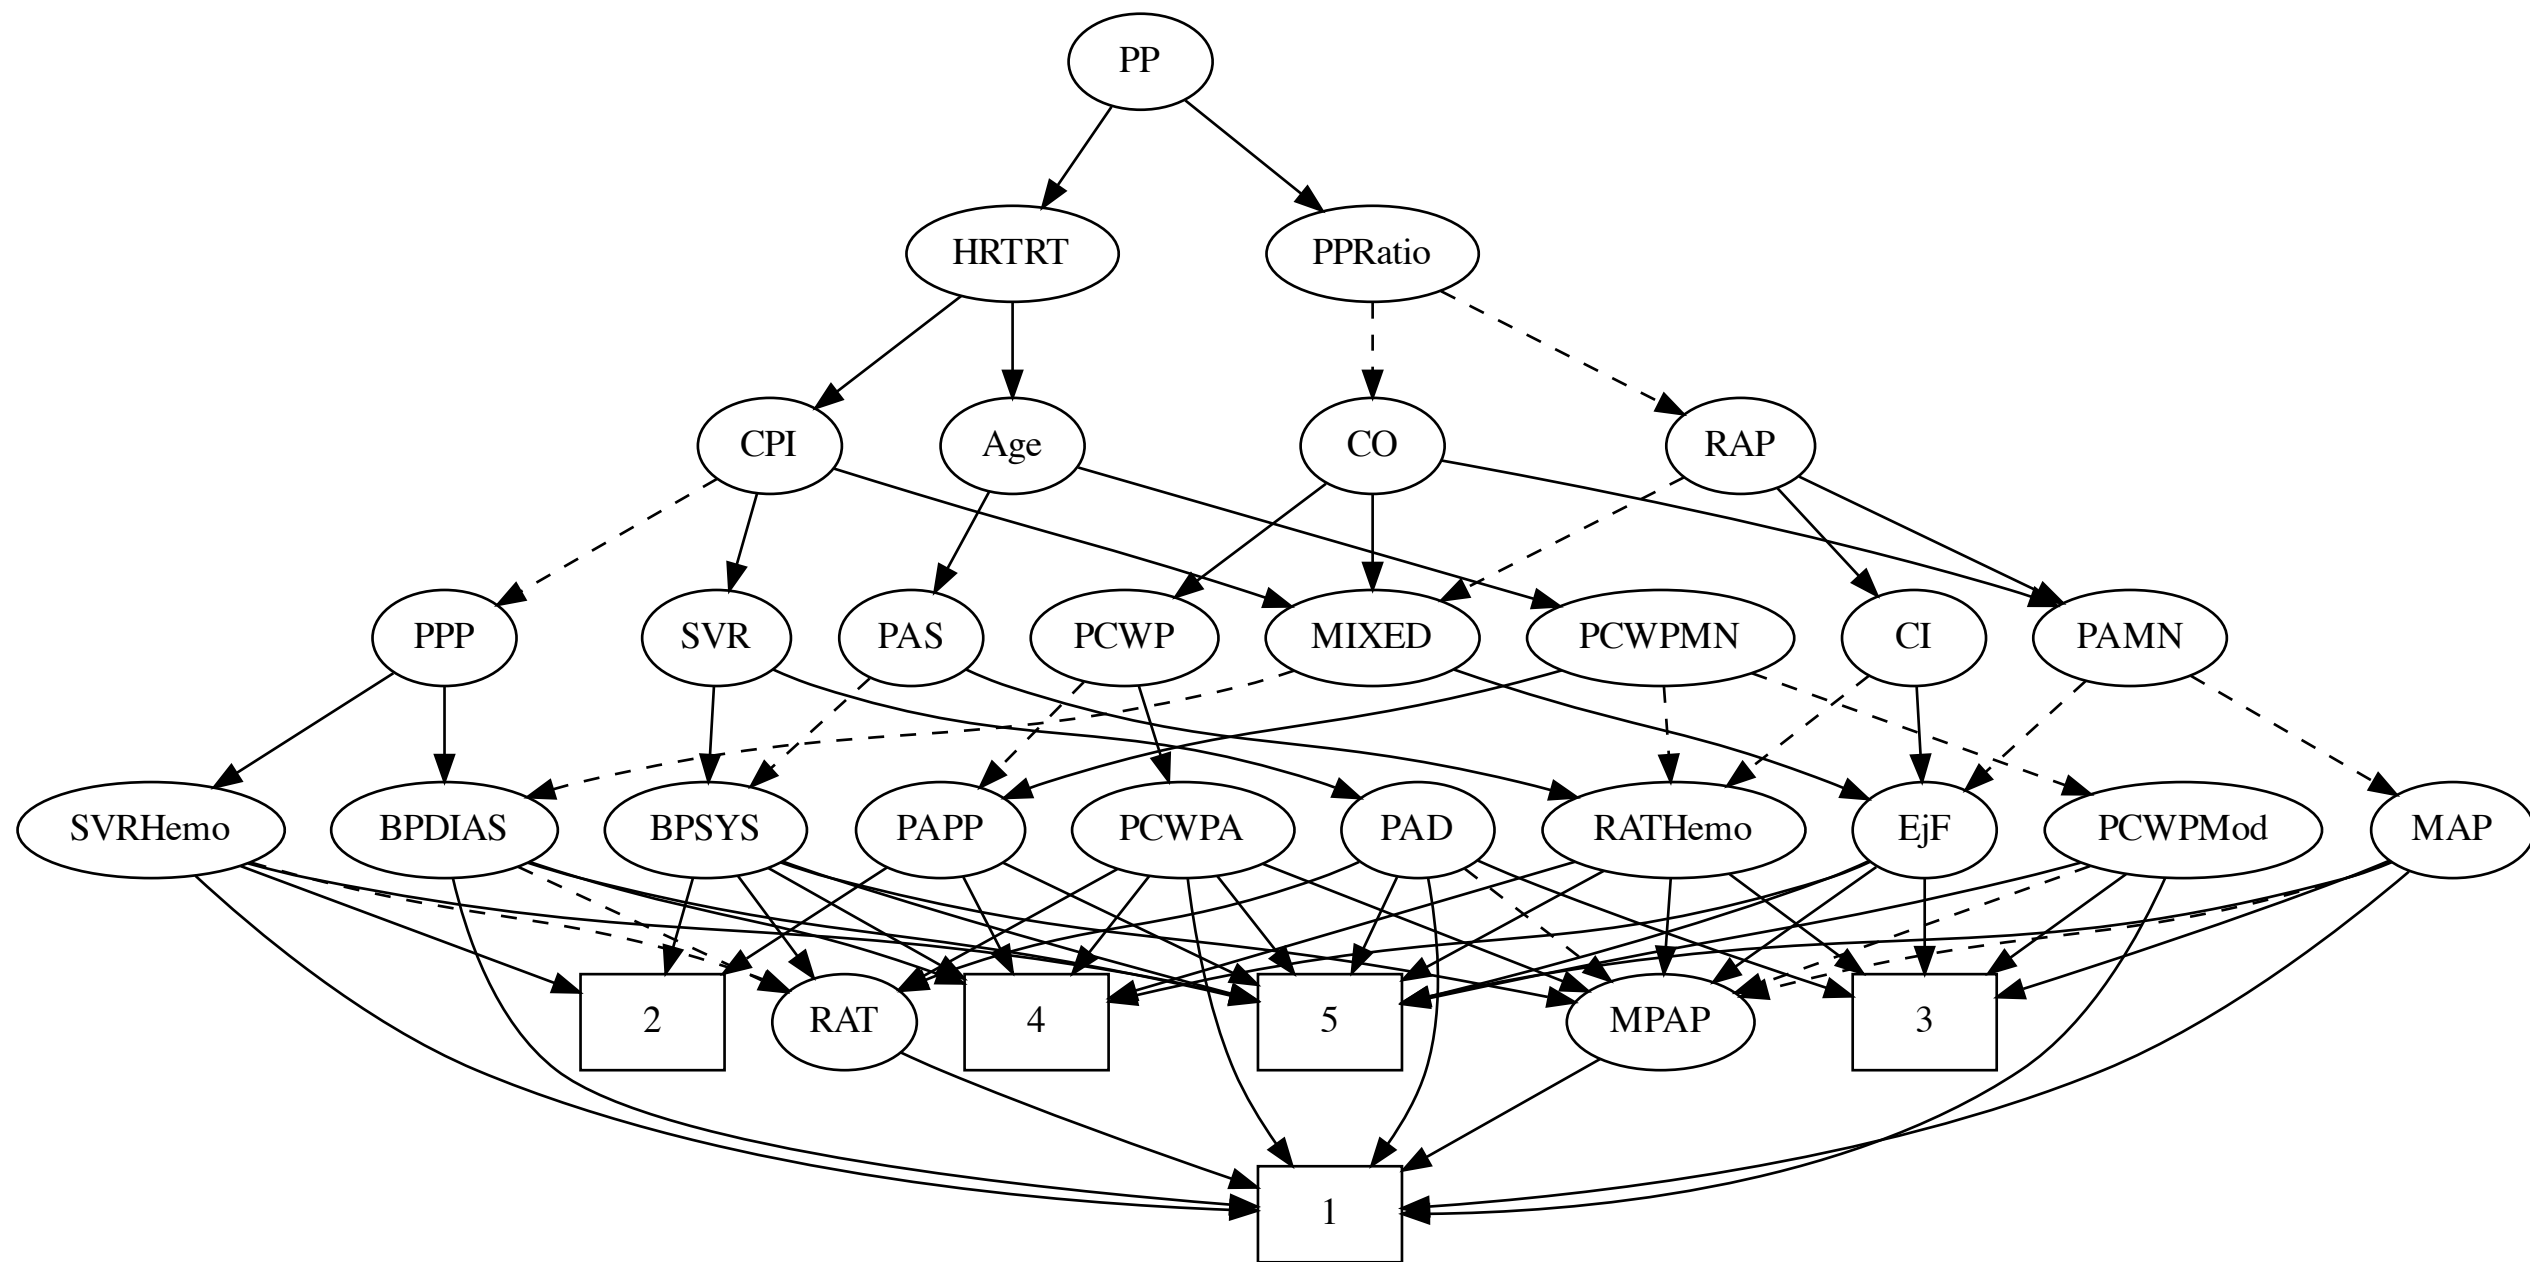 PP
HRTRT
PPRatio
CPI
Age
CO
RAP
PPP
SVR
PAS
PCWP
MIXED
PCWPMN
CI
PAMN
SVRHemo
BPDIAS
BPSYS
PAPP
PCWPA
PAD
RATHemo
EjF
PCWPMod
MAP
2
RAT
4
5
MPAP
3
1